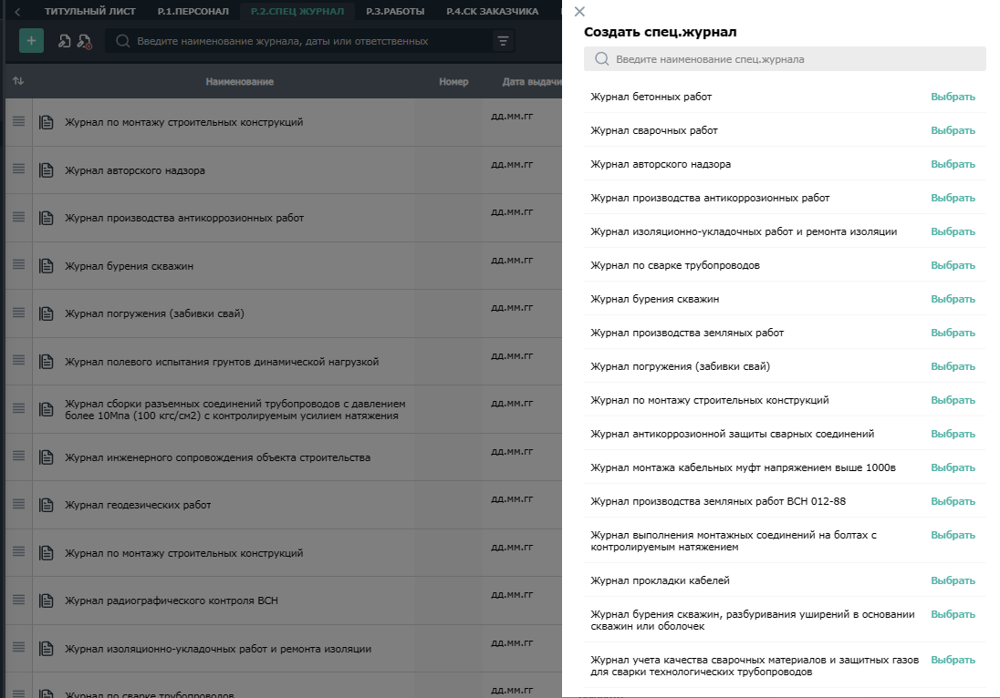 ТИТУЛЬНЫЙ ЛИСТ Р.1.ПЕРСОНАЛ Р.2.СПЕЦ ЖУРНАЛ Р.3.РАБОТЫ Р.4.СК ЗАКАЗЧИКА
Введите наименование журнала, даты или ответственных
Наименование Номер Дата выдачи
Журнал по монтажу строительных конструкций дд.мм.гг
Журнал авторского надзора дд.мм.гг
Журнал производства антикоррозионных работ дд.мм.гг
Журнал бурения скважин дд.мм.гг
Журнал погружения (забивки свай) дд.мм.гг
Журнал полевого испытания грунтов динамической нагрузкой дд.мм.гг
Журнал сборки разъемных соединений трубопроводов с давлением дд.мм.гг
более 10Мпа (100 кгс/см2) с контролируемым усилием натяжения
Журнал инженерного сопровождения объекта строительства дд.мм.гг
Журнал геодезических работ дд.мм.гг
Журнал по монтажу строительных конструкций дд.мм.гг
Журнал радиографического контроля ВСН дд.мм.гг
Журнал изоляционно-укладочных работ и ремонта изоляции дд.мм.гг
Журнал по сварке трубопроводов дд.мм.гг
Создать спец.журнал
Введите наименование спец.журнала
Журнал бетонных работ Выбрать
Журнал сварочных работ Выбрать
Журнал авторского надзора Выбрать
Журнал производства антикоррозионных работ Выбрать
Журнал изоляционно-укладочных работ и ремонта изоляции Выбрать
Журнал по сварке трубопроводов Выбрать
Журнал бурения скважин Выбрать
Журнал производства земляных работ Выбрать
Журнал погружения (забивки свай) Выбрать
Журнал по монтажу строительных конструкций Выбрать
Журнал антикоррозионной защиты сварных соединений Выбрать
Журнал монтажа кабельных муфт напряжением выше 1000в Выбрать
Журнал производства земляных работ ВСН 012-88 Выбрать
Журнал выполнения монтажных соединений на болтах с Выбрать
контролируемым натяжением
Журнал прокладки кабелей Выбрать
Журнал бурения скважин, разбуривания уширений в основании Выбрать
скважин или оболочек
Журнал учета качества сварочных материалов и защитных газов Выбрать
для сварки технологических трубопроводов